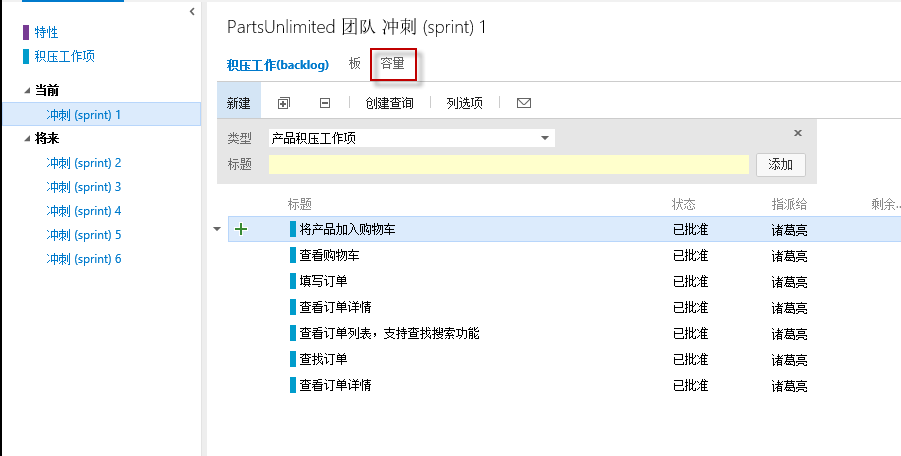 特性
积压工作项
当前
冲刺 (sprint) 1
将来
冲刺 (sprint) 2
冲刺 (sprint) 3
冲刺 (sprint) 4
冲刺 (sprint) 5
冲刺 (sprint) 6
PartsUnlimited 团队 冲刺 (sprint) 1
积压工作(backlog) 板 容量
新建 创建查询 列选项
类型 产品积压工作项
标题 添加
标题 状态 指派给 剩余...
将产品加入购物车 已批准 诸葛亮
查看购物车 已批准 诸葛亮
填写订单 已批准 诸葛亮
查看订单详情 已批准 诸葛亮
查看订单列表，支持查找搜索功能 已批准 诸葛亮
查找订单 已批准 诸葛亮
查看订单详情 已批准 诸葛亮